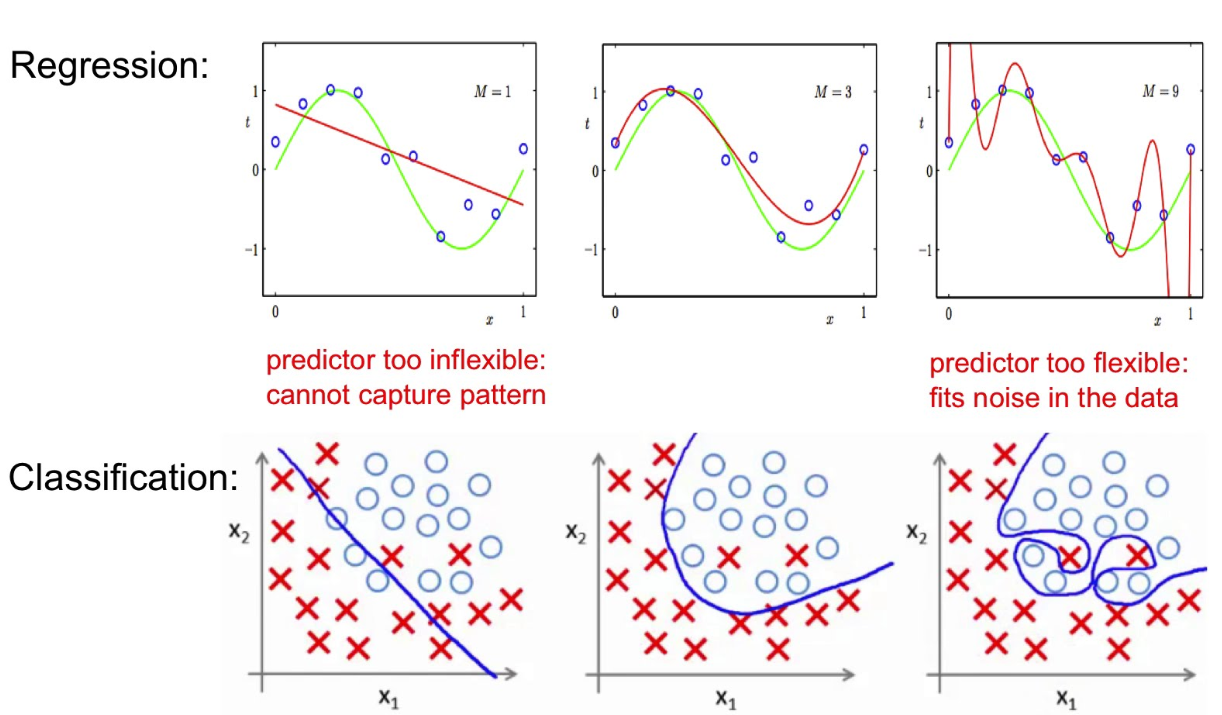 Regression:
M = 1
1
t
0
−1
0
x
1
M = 3
1
t
0
−1
0
x
1
M = 9
1
t
0
−1
0
x
1
predictor too inflexible:
cannot capture pattern
predictor too flexible:
fits noise in the data
Classification:
x₂
x₁
x₂
x₁
x₂
x₁